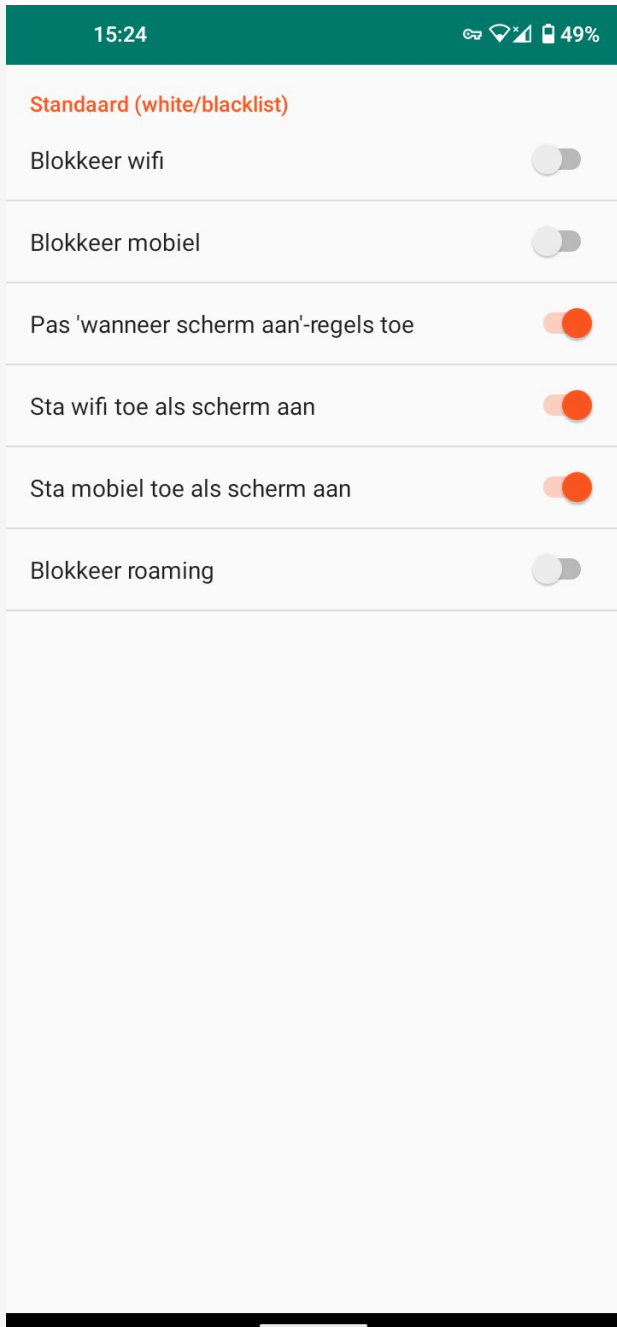 15:24
49%
Standaard (white/blacklist)
Blokkeer wifi
Blokkeer mobiel
Pas 'wanneer scherm aan'-regels toe
Sta wifi toe als scherm aan
Sta mobiel toe als scherm aan
Blokkeer roaming